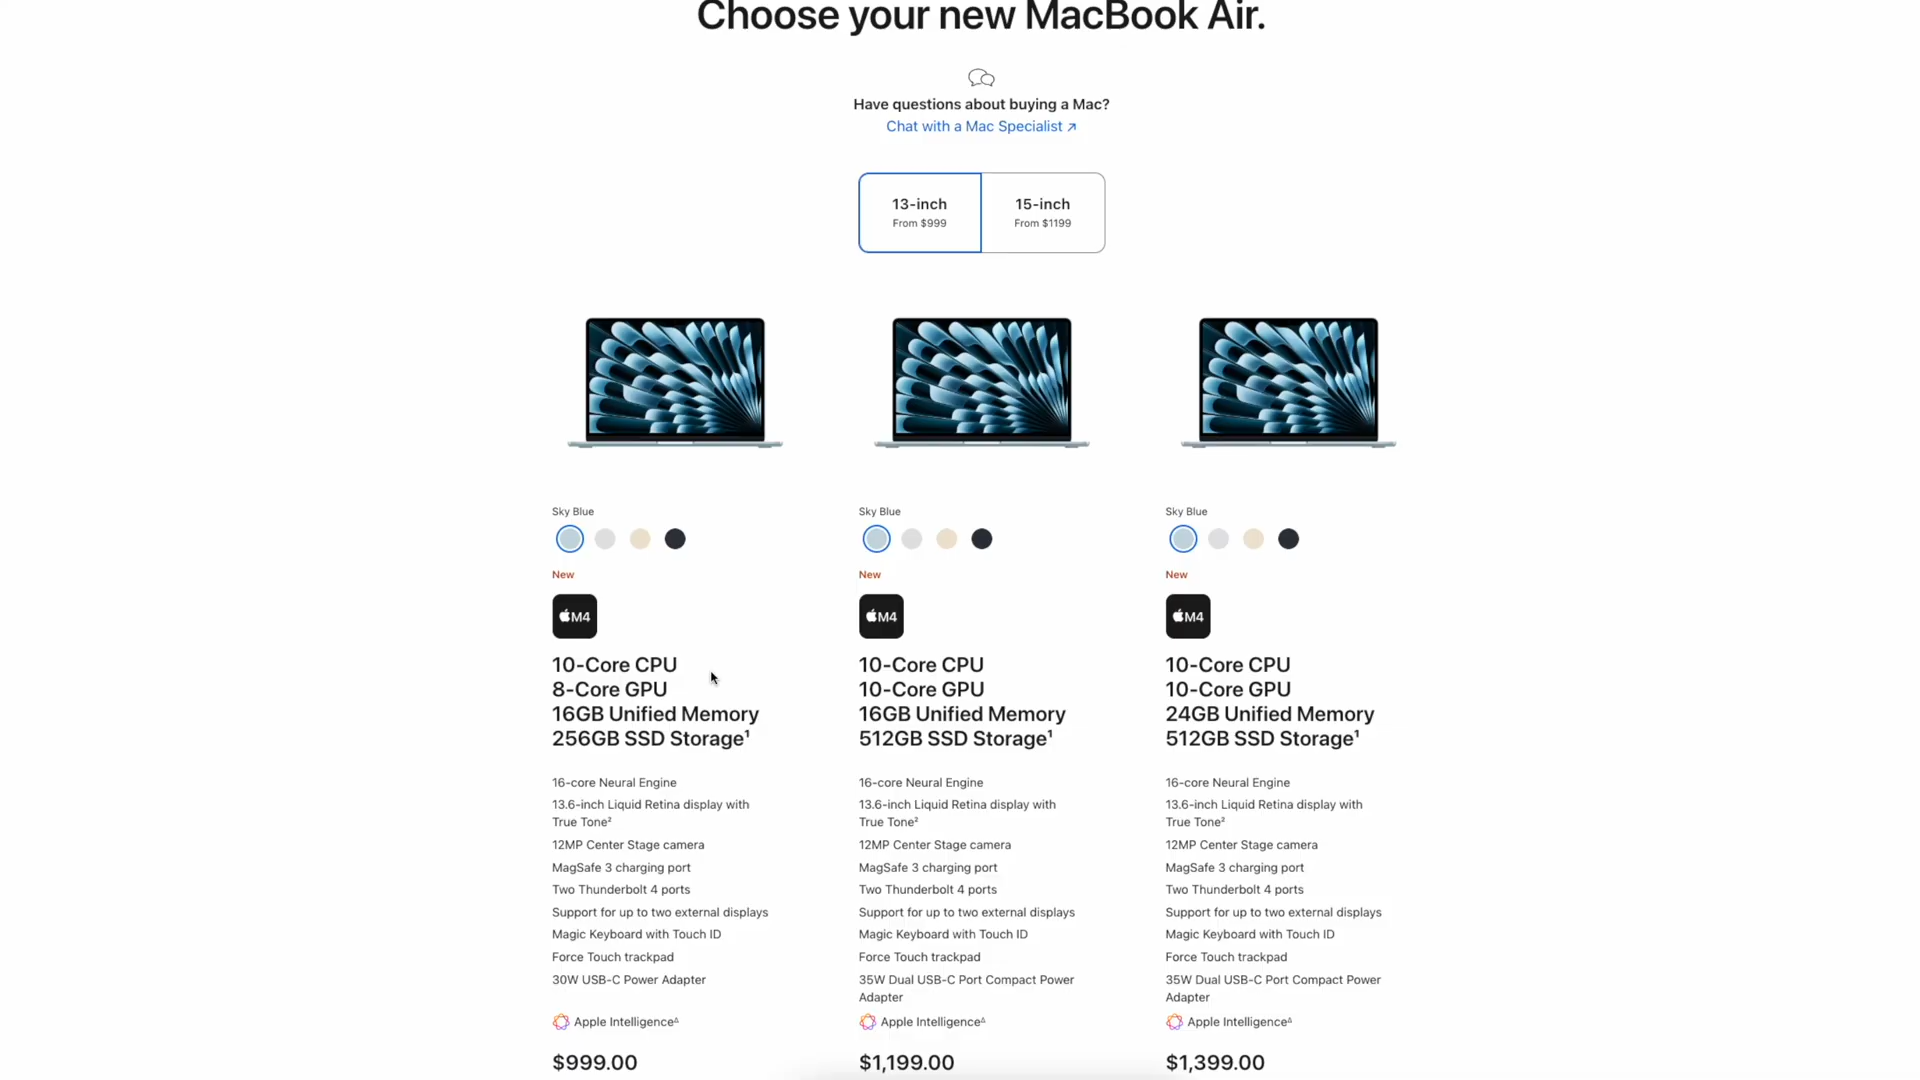 Choose your new MacBook Air.
Have questions about buying a Mac?
Chat with a Mac Specialist ↗
13-inch
From $999
15-inch
From $1199
Sky Blue
New
M4
10-Core CPU
8-Core GPU
16GB Unified Memory
256GB SSD Storage¹
16-core Neural Engine
13.6-inch Liquid Retina display with
True Tone²
12MP Center Stage camera
MagSafe 3 charging port
Two Thunderbolt 4 ports
Support for up to two external displays
Magic Keyboard with Touch ID
Force Touch trackpad
30W USB-C Power Adapter
Apple Intelligence∆
$999.00
Sky Blue
New
M4
10-Core CPU
10-Core GPU
16GB Unified Memory
512GB SSD Storage¹
16-core Neural Engine
13.6-inch Liquid Retina display with
True Tone²
12MP Center Stage camera
MagSafe 3 charging port
Two Thunderbolt 4 ports
Support for up to two external displays
Magic Keyboard with Touch ID
Force Touch trackpad
35W Dual USB-C Port Compact Power
Adapter
Apple Intelligence∆
$1,199.00
Sky Blue
New
M4
10-Core CPU
10-Core GPU
24GB Unified Memory
512GB SSD Storage¹
16-core Neural Engine
13.6-inch Liquid Retina display with
True Tone²
12MP Center Stage camera
MagSafe 3 charging port
Two Thunderbolt 4 ports
Support for up to two external displays
Magic Keyboard with Touch ID
Force Touch trackpad
35W Dual USB-C Port Compact Power
Adapter
Apple Intelligence∆
$1,399.00